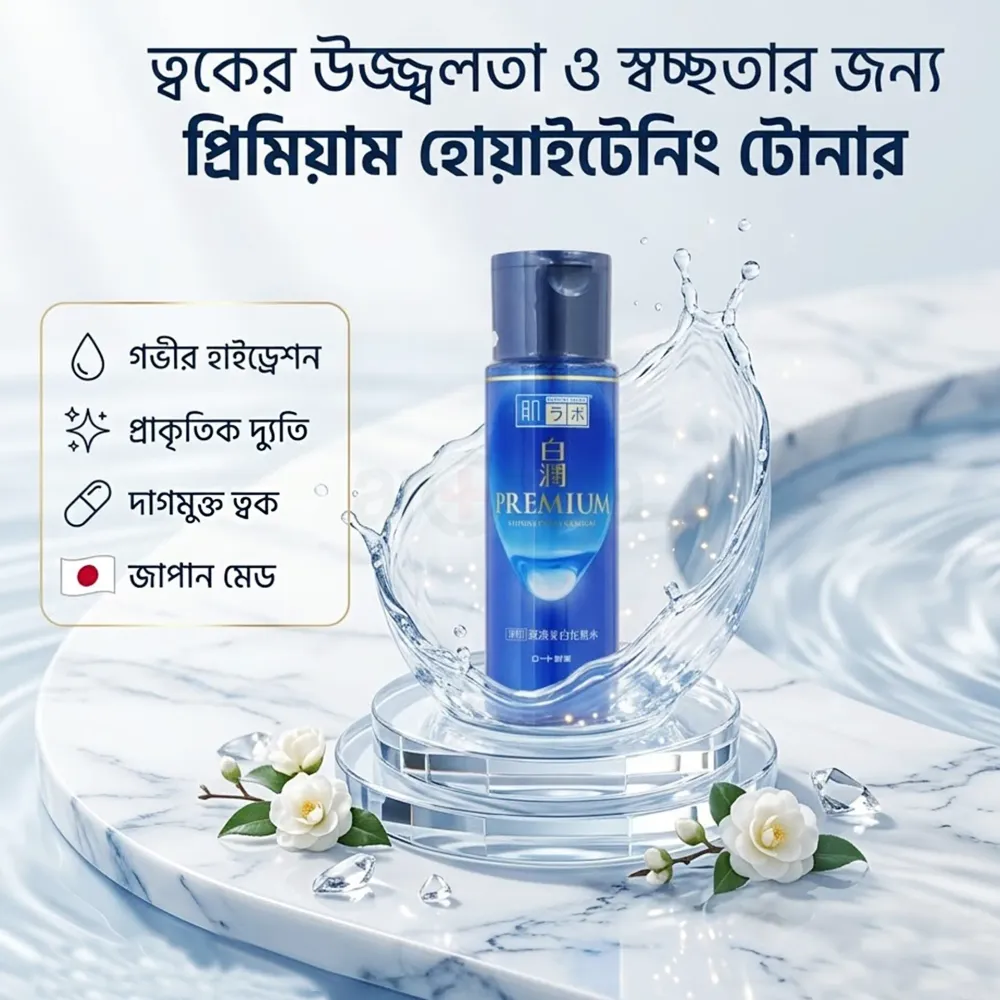 ত্বকের উজ্জ্বলতা ও স্বচ্ছতার জন্য
প্রিমিয়াম হোয়াইটেনিং টোনার
গভীর হাইড্রেশন
প্রাকৃতিক দ্যুতি
দাগমুক্ত ত্বক
জাপান মেড
肌ラボ
白潤
PREMIUM
ロート製薬